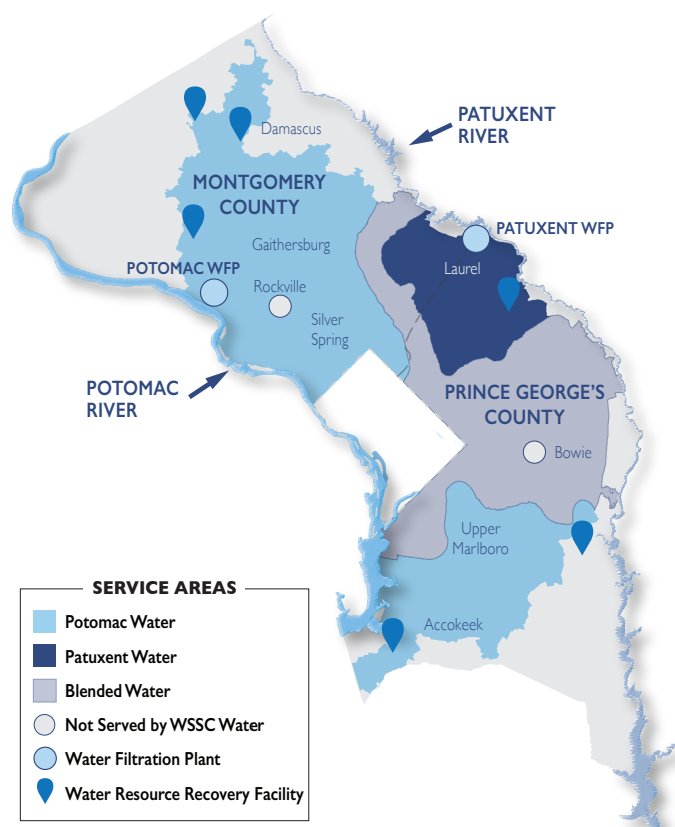 PATUXENT
RIVER
Damascus
MONTGOMERY
COUNTY
PATUXENT WFP
Gaithersburg
POTOMAC WFP
Laurel
Rockville
Silver
Spring
POTOMAC
RIVER
PRINCE GEORGE'S
COUNTY
Bowie
Upper
Marlboro
Accokeek
SERVICE AREAS
Potomac Water
Patuxent Water
Blended Water
Not Served by WSSC Water
Water Filtration Plant
Water Resource Recovery Facility